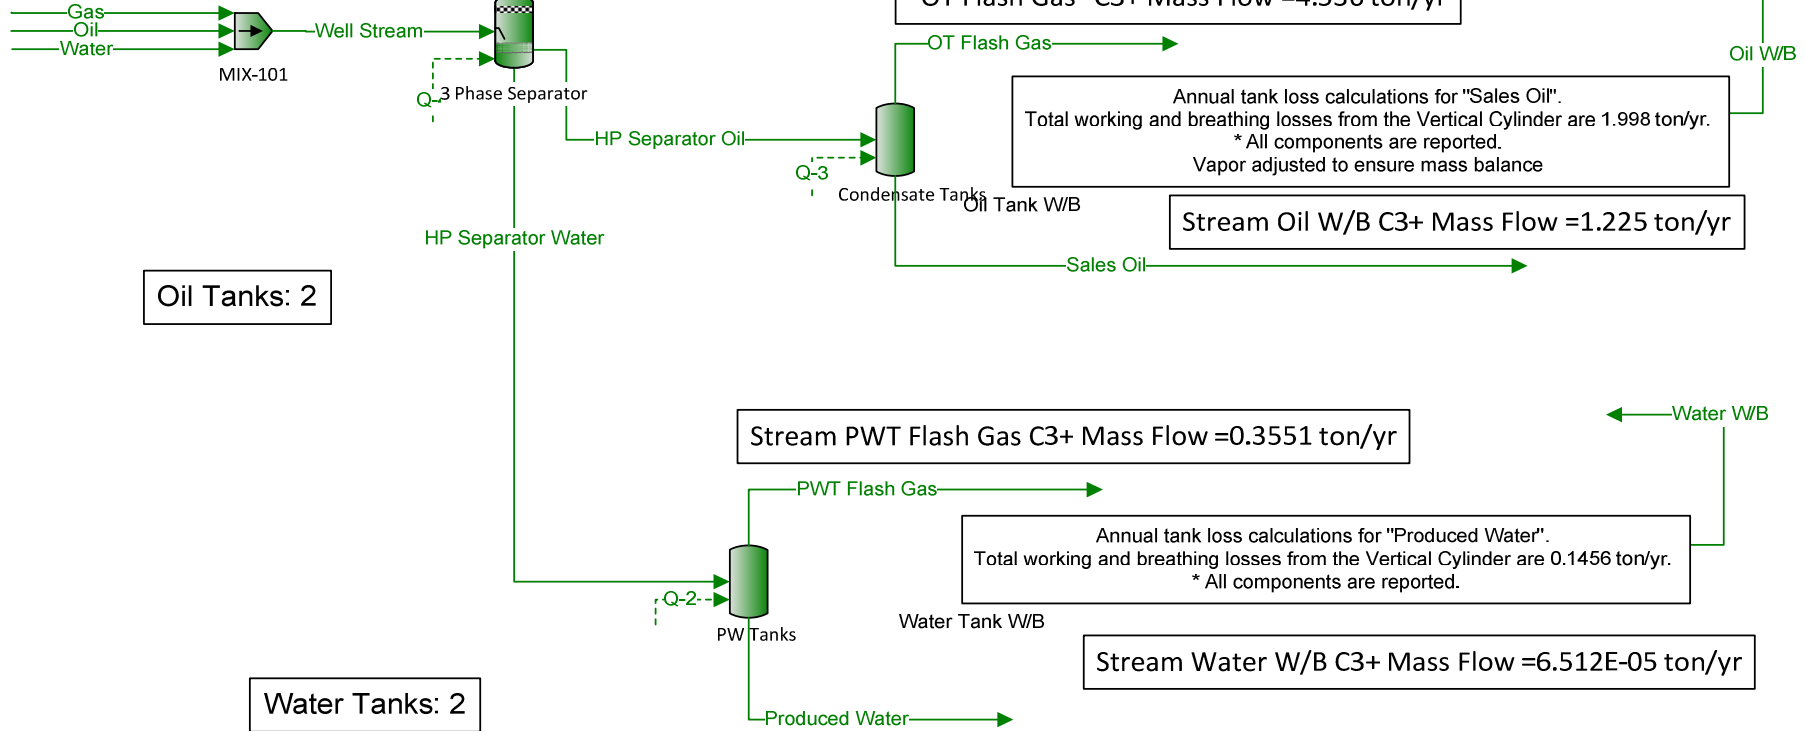 OT Flash Gas C3+ Mass Flow =4.336 ton/yr
Gas
Oil
Water
MIX-101
Well Stream
Q-
3 Phase Separator
OT Flash Gas
Oil W/B
Annual tank loss calculations for "Sales Oil".
Total working and breathing losses from the Vertical Cylinder are 1.998 ton/yr.
* All components are reported.
Vapor adjusted to ensure mass balance
HP Separator Oil
Q-3
Condensate Tanks
Oil Tank W/B
Stream Oil W/B C3+ Mass Flow =1.225 ton/yr
HP Separator Water
Sales Oil
Oil Tanks: 2
Stream PWT Flash Gas C3+ Mass Flow =0.3551 ton/yr
Water W/B
PWT Flash Gas
Annual tank loss calculations for "Produced Water".
Total working and breathing losses from the Vertical Cylinder are 0.1456 ton/yr.
* All components are reported.
Q-2
PW Tanks
Water Tank W/B
Stream Water W/B C3+ Mass Flow =6.512E-05 ton/yr
Water Tanks: 2
Produced Water